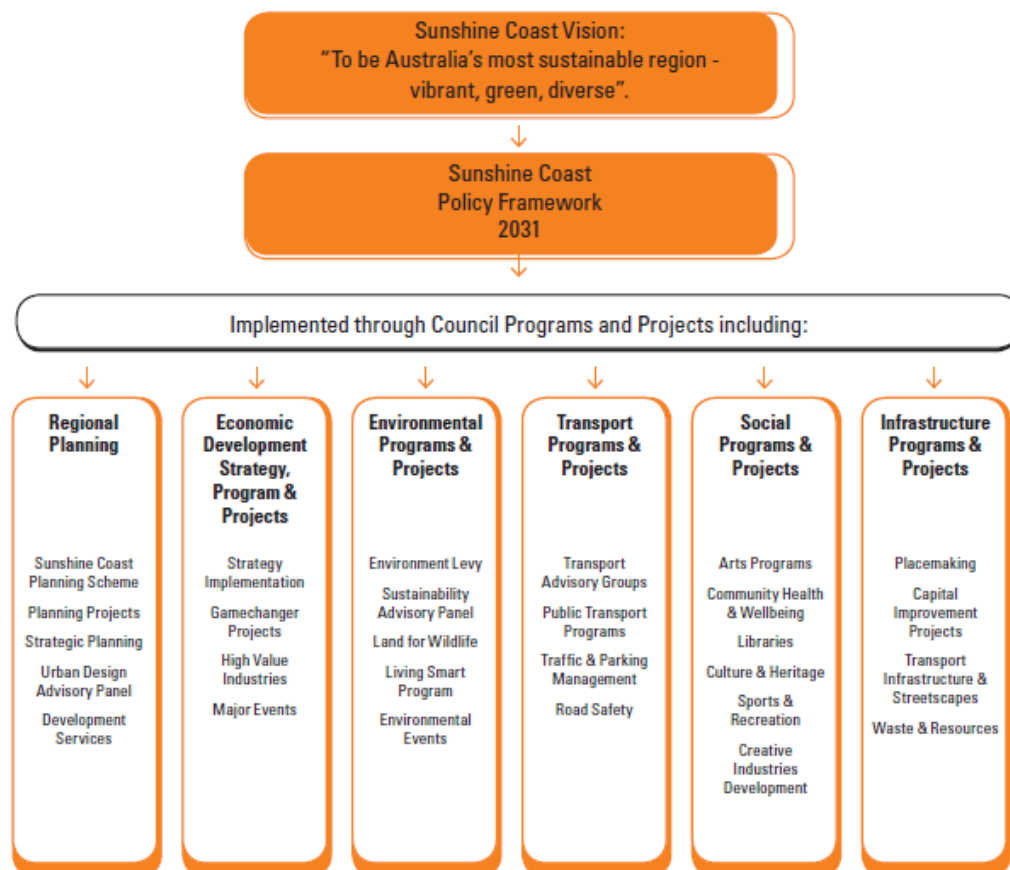 Sunshine Coast Vision:
“To be Australia’s most sustainable region -
vibrant, green, diverse”.
Sunshine Coast
Policy Framework
2031
Implemented through Council Programs and Projects including:
Regional
Planning
Sunshine Coast
Planning Scheme
Planning Projects
Strategic Planning
Urban Design
Advisory Panel
Development
Services
Economic
Development
Strategy,
Program &
Projects
Strategy
Implementation
Gamechanger
Projects
High Value
Industries
Major Events
Environmental
Programs &
Projects
Environment Levy
Sustainability
Advisory Panel
Land for Wildlife
Living Smart
Program
Environmental
Events
Transport
Programs &
Projects
Transport
Advisory Groups
Public Transport
Programs
Traffic & Parking
Management
Road Safety
Social
Programs &
Projects
Arts Programs
Community Health
& Wellbeing
Libraries
Culture & Heritage
Sports &
Recreation
Creative
Industries
Development
Infrastructure
Programs &
Projects
Placemaking
Capital
Improvement
Projects
Transport
Infrastructure &
Streetscapes
Waste & Resources